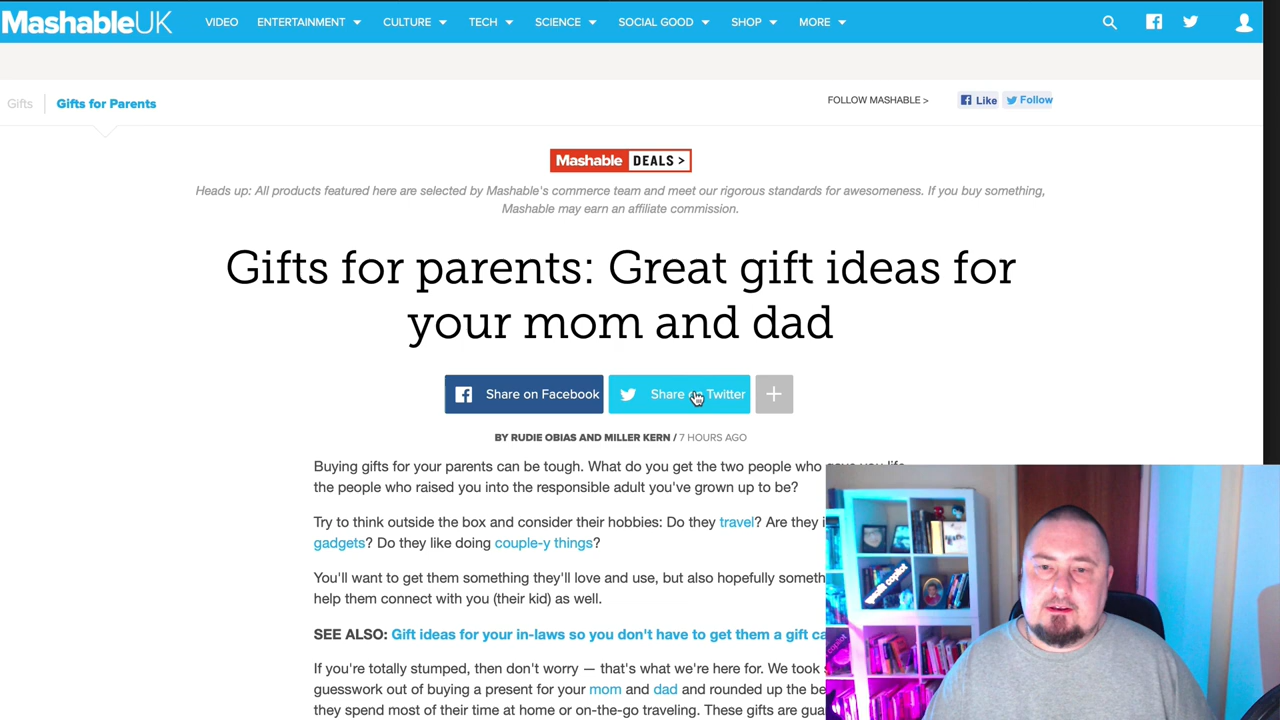 MashableUK VIDEO ENTERTAINMENT CULTURE TECH SCIENCE SOCIAL GOOD SHOP MORE
Gifts Gifts for Parents FOLLOW MASHABLE > Like Follow
Mashable DEALS >
Heads up: All products featured here are selected by Mashable's commerce team and meet our rigorous standards for awesomeness. If you buy something,
Mashable may earn an affiliate commission.
Gifts for parents: Great gift ideas for
your mom and dad
Share on Facebook Share on Twitter +
BY RUDIE OBIAS AND MILLER KERN / 7 HOURS AGO
Buying gifts for your parents can be tough. What do you get the two people who gave you life,
the people who raised you into the responsible adult you've grown up to be?
Try to think outside the box and consider their hobbies: Do they travel? Are they
gadgets? Do they like doing couple-y things?
You'll want to get them something they'll love and use, but also hopefully
help them connect with you (their kid) as well.
SEE ALSO: Gift ideas for your in-laws so you don't have to get them a gift
If you're totally stumped, then don't worry — that's what we're here for. We took
guesswork out of buying a present for your mom and dad and rounded up the
they spend most of their time at home or on-the-go traveling. These gifts are